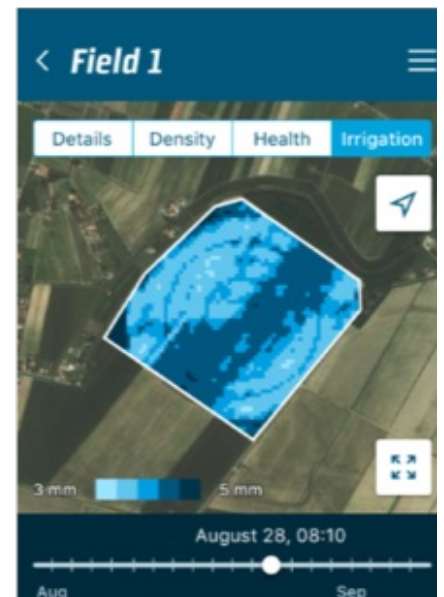 Field 1
Details Density Health Irrigation
3 mm 5 mm
August 28, 08:10
Aug Sep